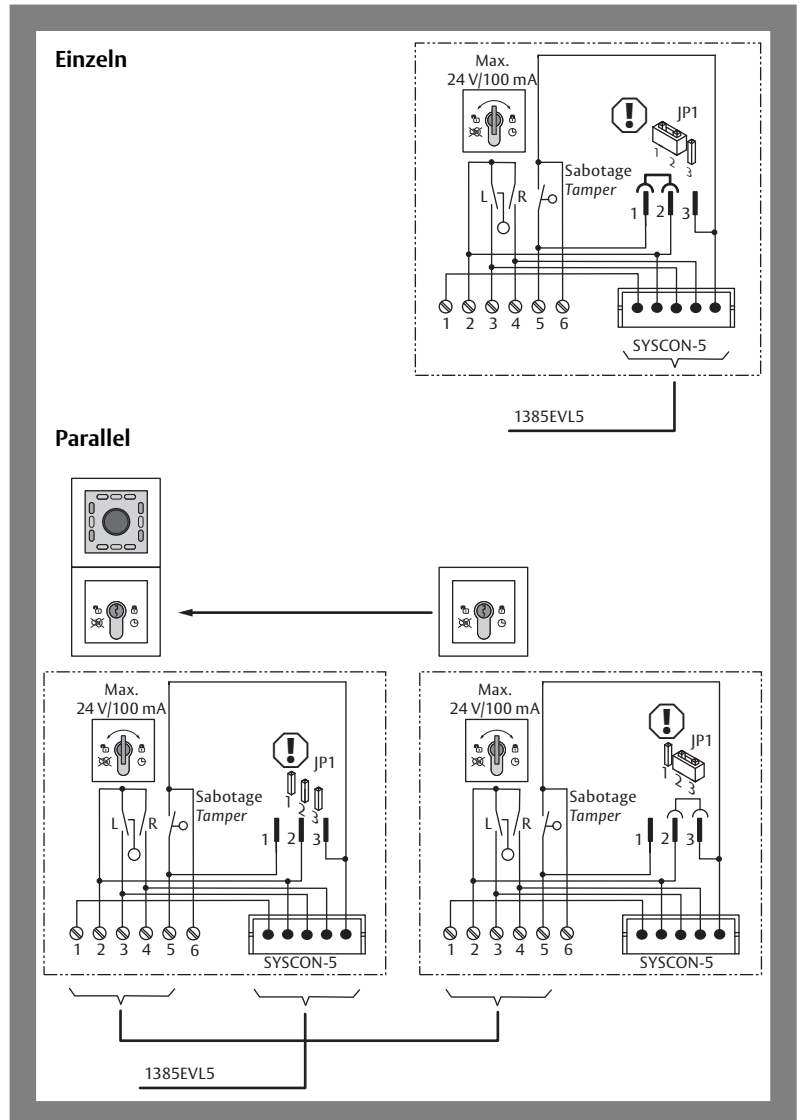 Einzeln
Max.
24 V/100 mA
JP1
1 2 3
Sabotage
Tamper
L R
1 2 3
1 2 3 4 5 6
SYSCON-5
1385EVL5
Parallel
Max.
24 V/100 mA
JP1
1 2 3
Sabotage
Tamper
L R
1 2 3
1 2 3 4 5 6
SYSCON-5
Max.
24 V/100 mA
JP1
1 2 3
Sabotage
Tamper
L R
1 2 3
1 2 3 4 5 6
SYSCON-5
1385EVL5